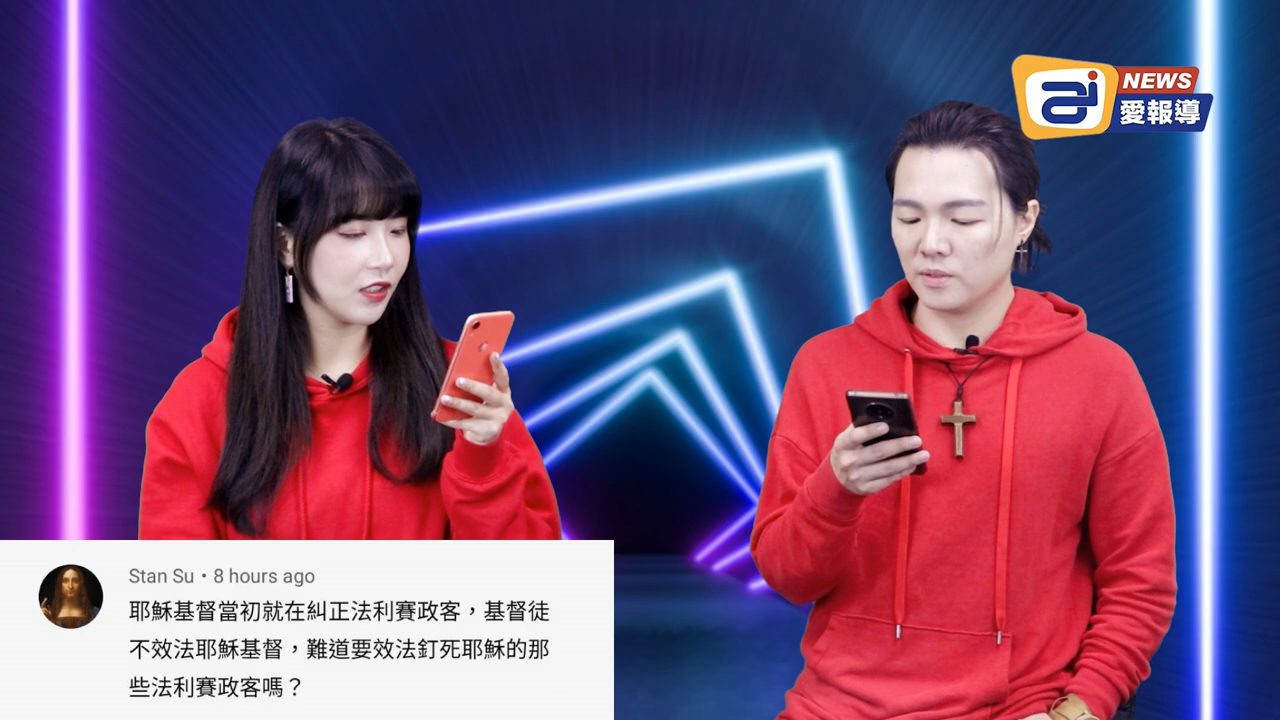 NEWS
愛報導
Stan Su • 8 hours ago
耶穌基督當初就在糾正法利賽政客，基督徒
不效法耶穌基督，難道要效法釘死耶穌的那
些法利賽政客嗎？